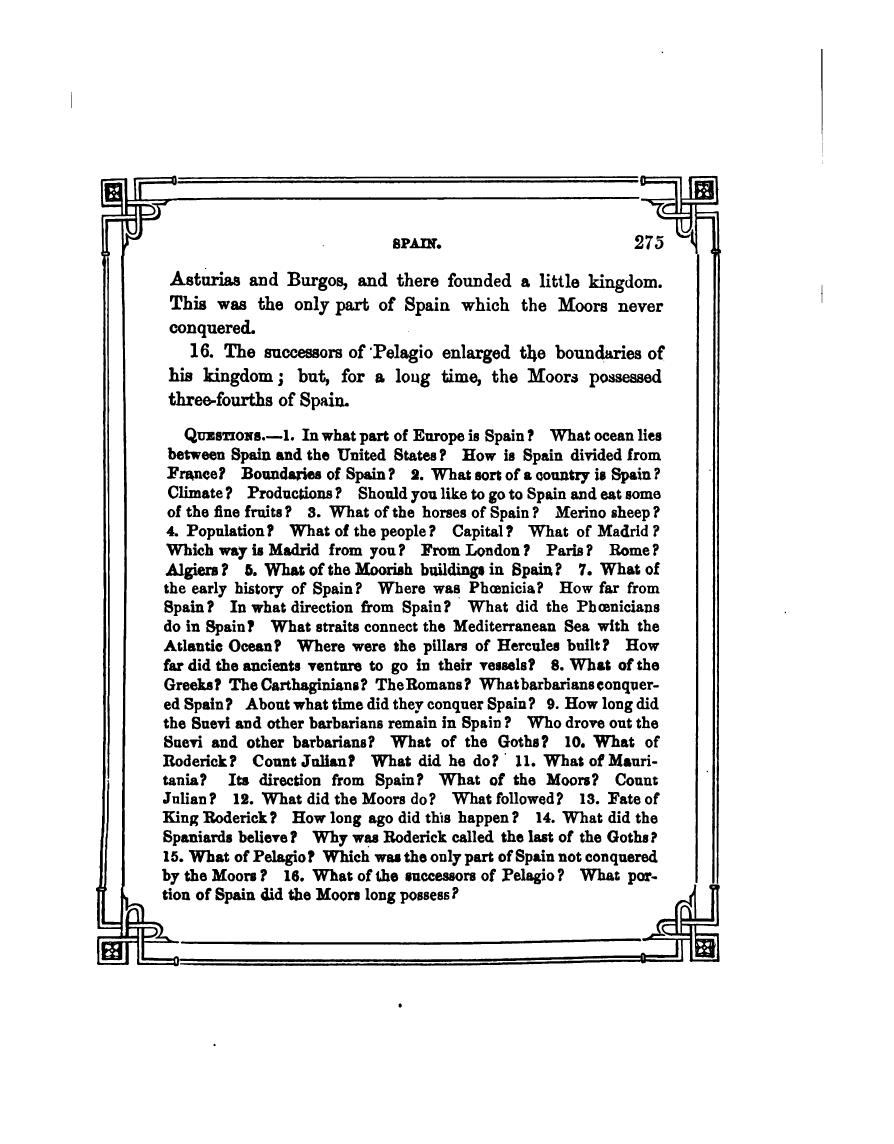 SPAIN. 275
Asturias and Burgos, and there founded a little kingdom.
This was the only part of Spain which the Moors never
conquered.
16. The successors of Pelagio enlarged the boundaries of
his kingdom; but, for a long time, the Moors possessed
three-fourths of Spain.
QUESTIONS.—1. In what part of Europe is Spain? What ocean lies
between Spain and the United States? How is Spain divided from
France? Boundaries of Spain? 2. What sort of a country is Spain?
Climate? Productions? Should you like to go to Spain and eat some
of the fine fruits? 3. What of the horses of Spain? Merino sheep?
4. Population? What of the people? Capital? What of Madrid?
Which way is Madrid from you? From London? Paris? Rome?
Algiers? 5. What of the Moorish buildings in Spain? 7. What of
the early history of Spain? Where was Phœnicia? How far from
Spain? In what direction from Spain? What did the Phœnicians
do in Spain? What straits connect the Mediterranean Sea with the
Atlantic Ocean? Where were the pillars of Hercules built? How
far did the ancients venture to go in their vessels? 8. What of the
Greeks? The Carthaginians? The Romans? What barbarians conquer-
ed Spain? About what time did they conquer Spain? 9. How long did
the Suevi and other barbarians remain in Spain? Who drove out the
Suevi and other barbarians? What of the Goths? 10. What of
Roderick? Count Julian? What did he do? 11. What of Mauri-
tania? Its direction from Spain? What of the Moors? Count
Julian? 12. What did the Moors do? What followed? 13. Fate of
King Roderick? How long ago did this happen? 14. What did the
Spaniards believe? Why was Roderick called the last of the Goths?
15. What of Pelagio? Which was the only part of Spain not conquered
by the Moors? 16. What of the successors of Pelagio? What por-
tion of Spain did the Moors long possess?